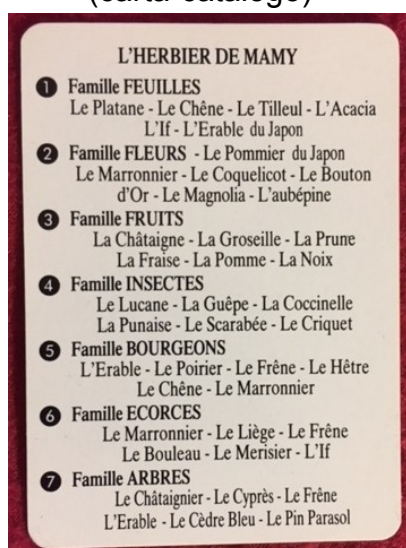 (carta catalogo)
L'HERBIER DE MAMY
1 Famille FEUILLES
Le Platane - Le Chêne - Le Tilleul - L'Acacia
L'If - L'Erable du Japon
2 Famille FLEURS - Le Pommier du Japon
Le Marronnier - Le Coquelicot - Le Bouton
d'Or - Le Magnolia - L'aubépine
3 Famille FRUITS
La Châtaigne - La Groseille - La Prune
La Fraise - La Pomme - La Noix
4 Famille INSECTES
Le Lucane - La Guêpe - La Coccinelle
La Punaise - Le Scarabée - Le Criquet
5 Famille BOURGEONS
L'Erable - Le Poirier - Le Frêne - Le Hêtre
Le Chêne - Le Marronnier
6 Famille ECORCES
Le Marronnier - Le Liège - Le Frêne
Le Bouleau - Le Merisier - L'If
7 Famille ARBRES
Le Châtaignier - Le Cyprès - Le Frêne
L'Erable - Le Cèdre Bleu - Le Pin Parasol